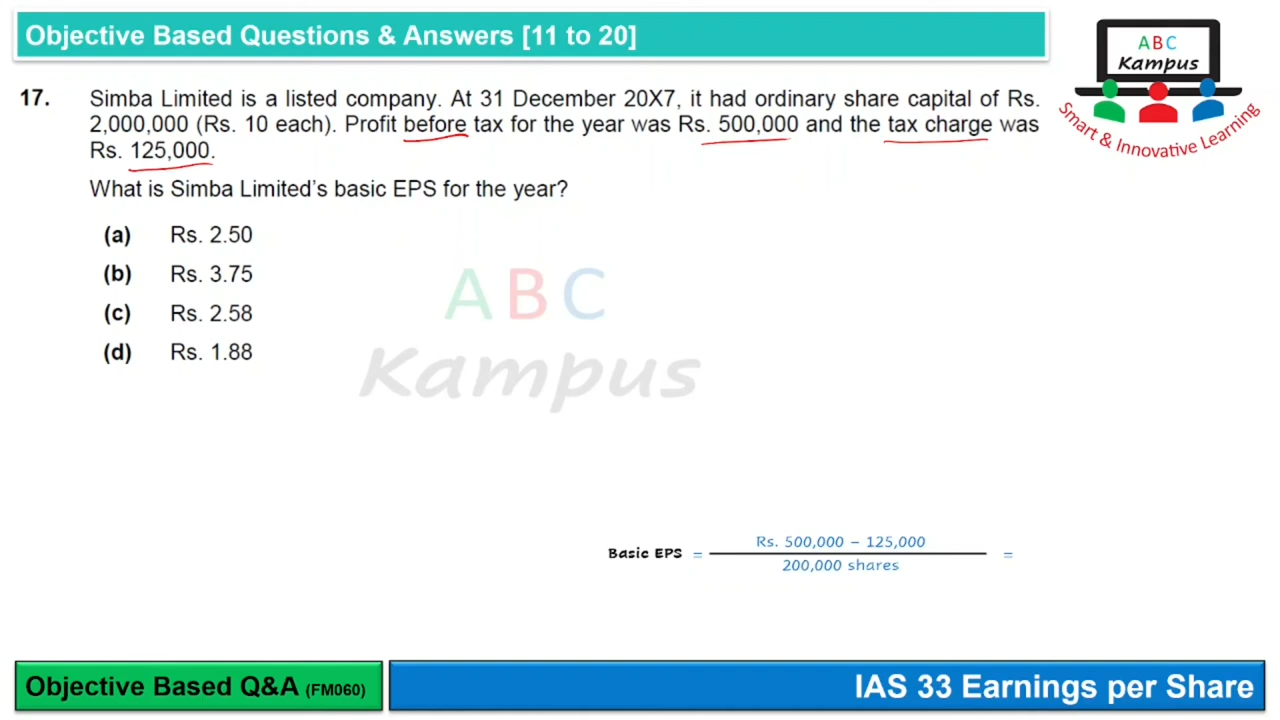 Objective Based Questions & Answers [11 to 20]
ABC
Kampus
Smart & Innovative Learning
17. Simba Limited is a listed company. At 31 December 20X7, it had ordinary share capital of Rs.
2,000,000 (Rs. 10 each). Profit before tax for the year was Rs. 500,000 and the tax charge was
Rs. 125,000.
What is Simba Limited's basic EPS for the year?
(a) Rs. 2.50
(b) Rs. 3.75
(c) Rs. 2.58
(d) Rs. 1.88
ABC
Kampus
Rs. 500,000 – 125,000
Basic EPS = =
200,000 shares
Objective Based Q&A (FM060)
IAS 33 Earnings per Share